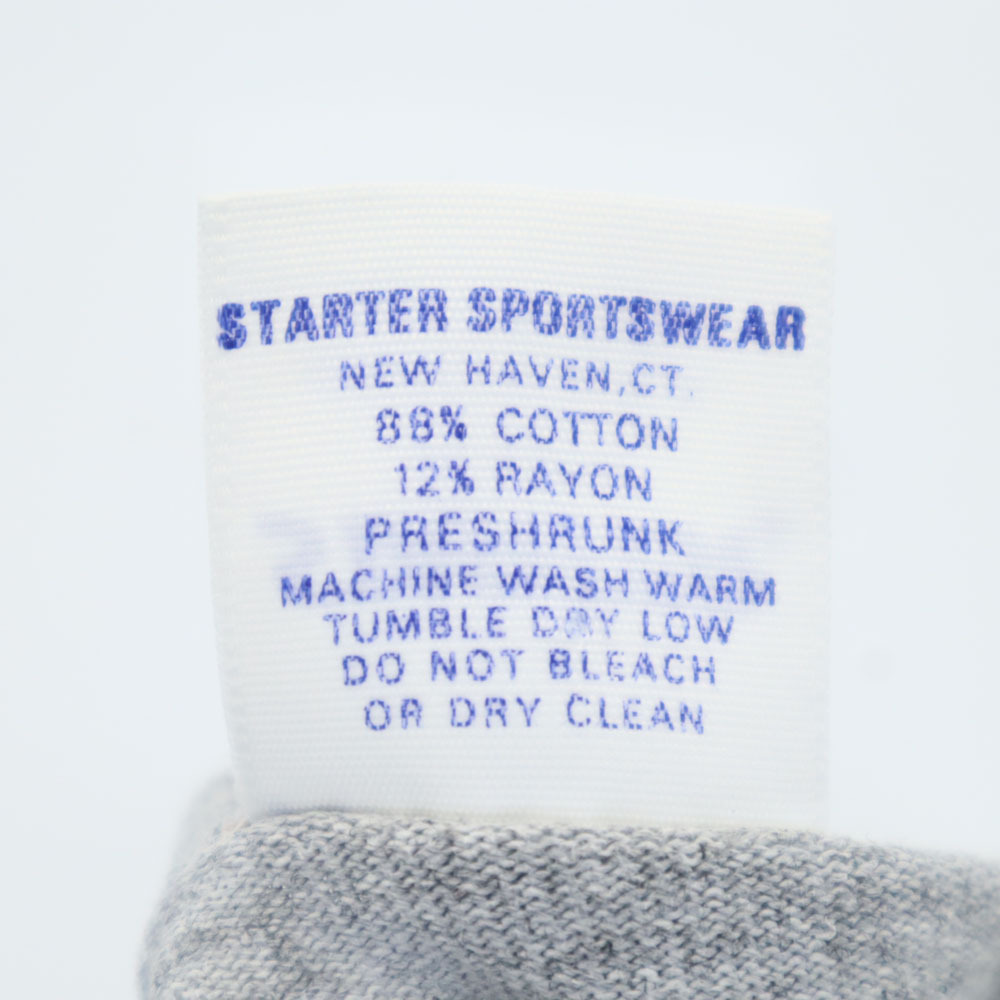 STARTER SPORTSWEAR
NEW HAVEN, CT.
88% COTTON
12% RAYON
PRESHRUNK
MACHINE WASH WARM
TUMBLE DRY LOW
DO NOT BLEACH
OR DRY CLEAN